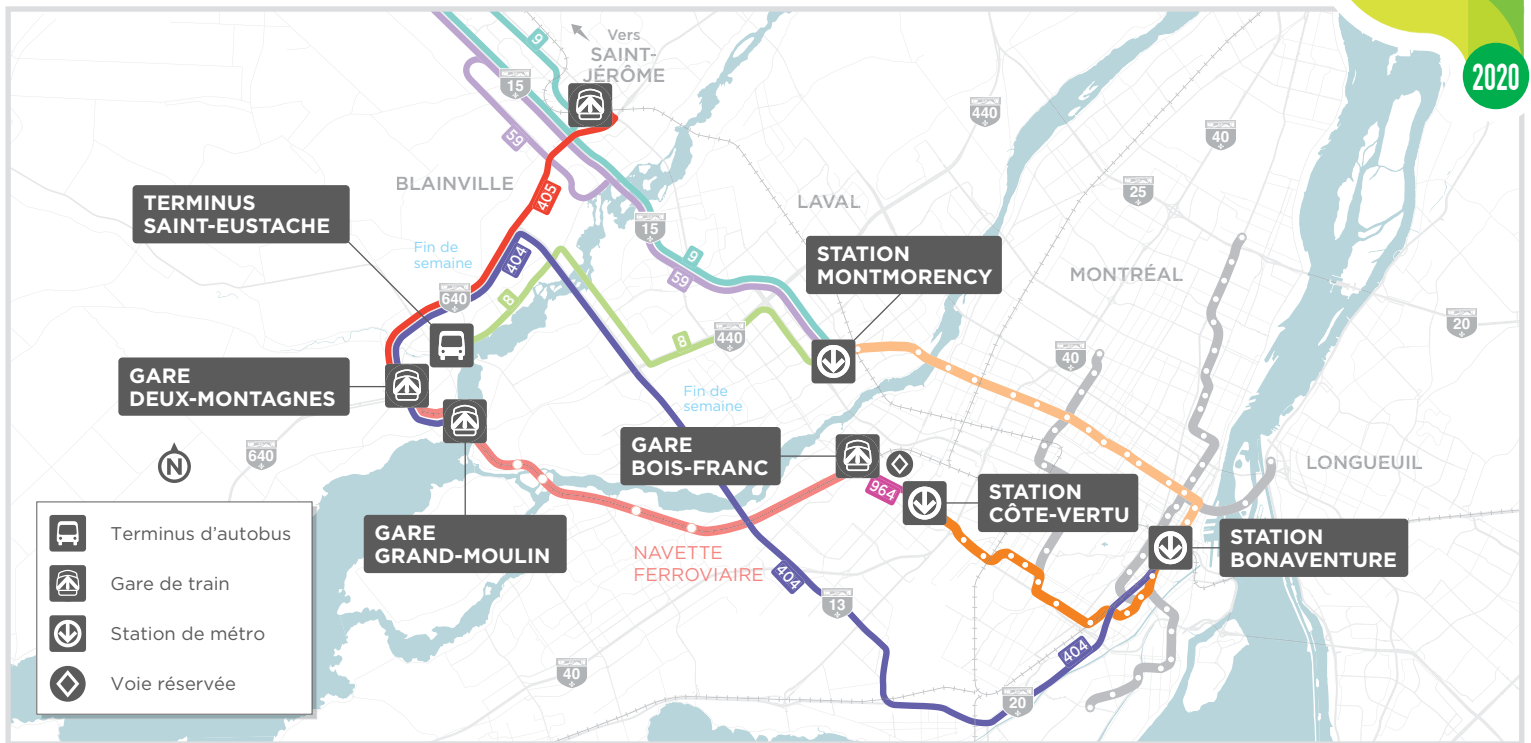 2020
9
Vers
SAINT-
JÉRÔME
15
440
40
59
BLAINVILLE
405
25
TERMINUS
SAINT-EUSTACHE
LAVAL
15
Fin de
semaine
404
9
59
STATION
MONTMORENCY
MONTRÉAL
640
8
8
440
20
40
GARE
DEUX-MONTAGNES
Fin de
semaine
640
N
GARE
BOIS-FRANC
964
LONGUEUIL
STATION
CÔTE-VERTU
Terminus d'autobus
Gare de train
Station de métro
Voie réservée
GARE
GRAND-MOULIN
NAVETTE
FERROVIAIRE
STATION
BONAVENTURE
404
13
404
40
20